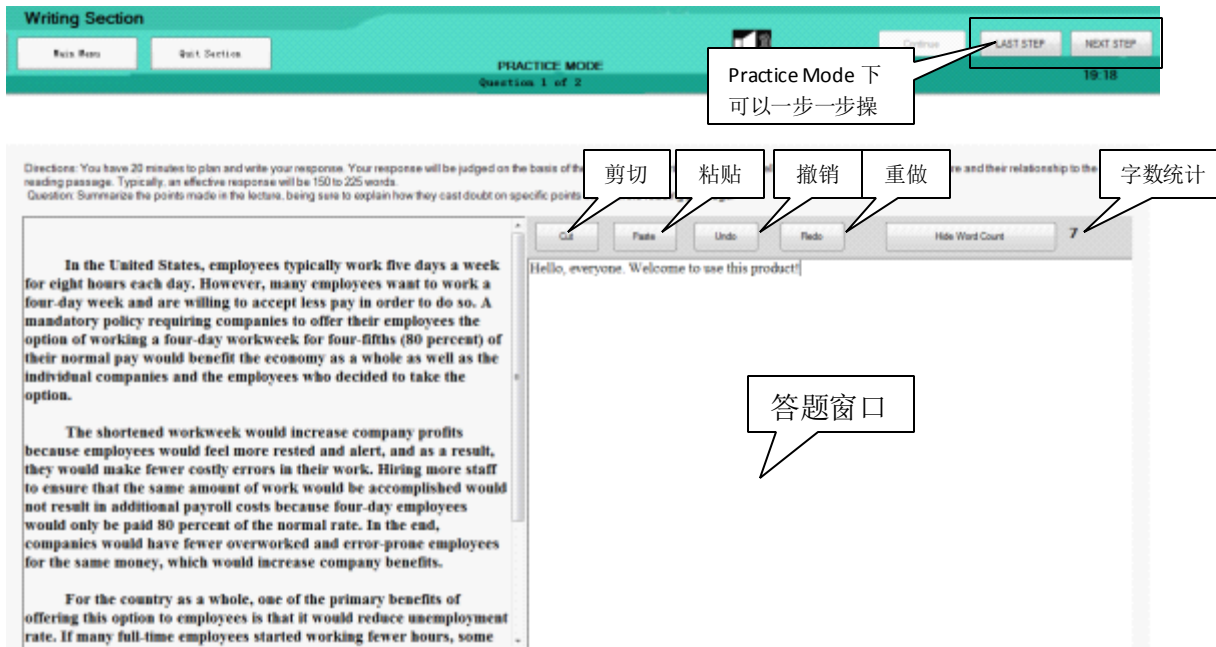 Writing Section
Main Menu
Quit Section
Continue
LAST STEP
NEXT STEP
PRACTICE MODE
Question 1 of 2
19:18
Practice Mode 下
可以一步一步操
Directions: You have 20 minutes to plan and write your response. Your response will be judged on the basis of the
re and their relationship to the
reading passage. Typically, an effective response will be 150 to 225 words.
Question: Summarize the points made in the lecture, being sure to explain how they cast doubt on specific points
剪切
粘贴
撤销
重做
字数统计
Cut
Paste
Undo
Redo
Hide Word Count
7
Hello, everyone. Welcome to use this product!
答题窗口
In the United States, employees typically work five days a week
for eight hours each day. However, many employees want to work a
four-day week and are willing to accept less pay in order to do so. A
mandatory policy requiring companies to offer their employees the
option of working a four-day workweek for four-fifths (80 percent) of
their normal pay would benefit the economy as a whole as well as the
individual companies and the employees who decided to take the
option.
The shortened workweek would increase company profits
because employees would feel more rested and alert, and as a result,
they would make fewer costly errors in their work. Hiring more staff
to ensure that the same amount of work would be accomplished would
not result in additional payroll costs because four-day employees
would only be paid 80 percent of the normal rate. In the end,
companies would have fewer overworked and error-prone employees
for the same money, which would increase company benefits.
For the country as a whole, one of the primary benefits of
offering this option to employees is that it would reduce unemployment
rate. If many full-time employees started working fewer hours, some